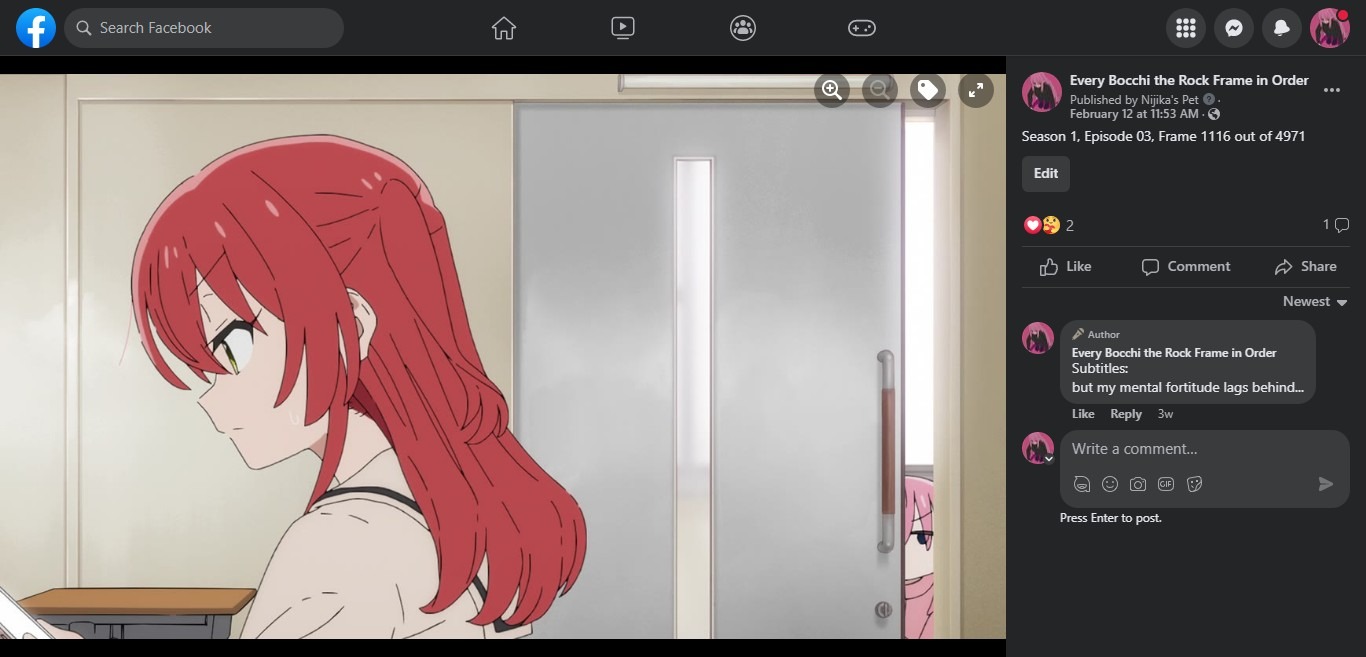 Search Facebook
Every Bocchi the Rock Frame in Order
Published by Nijika's Pet ? ·
February 12 at 11:53 AM ·
Season 1, Episode 03, Frame 1116 out of 4971
Edit
2
1
Like
Comment
Share
Newest
Author
Every Bocchi the Rock Frame in Order
Subtitles:
but my mental fortitude lags behind...
Like Reply 3w
Write a comment...
GIF
Press Enter to post.